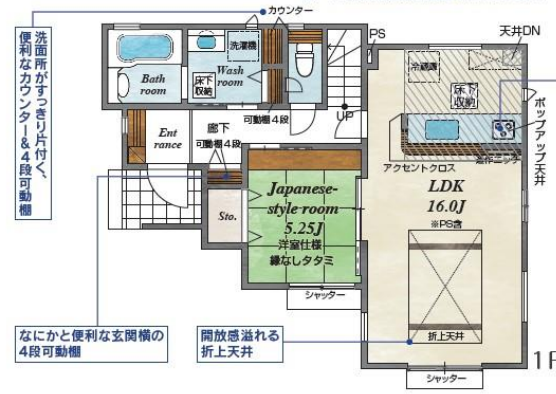 カウンター
洗面所がすっきり片付く、
便利なカウンター&4段可動棚
洗濯機
Bath
room
Wash
room
床下
収納
PS
天井DN
冷蔵庫
床下
収納
ポップアップ天井
UP
Ent
rance
廊下
可動棚4段
アクセントクロス
LDK
16.0J
※PS含
Japanese-
style room
5.25J
洋室仕様
縁なしタタミ
Sto.
シャッター
折上天井
なにかと便利な玄関横の
4段可動棚
開放感溢れる
折上天井
シャッター
1F